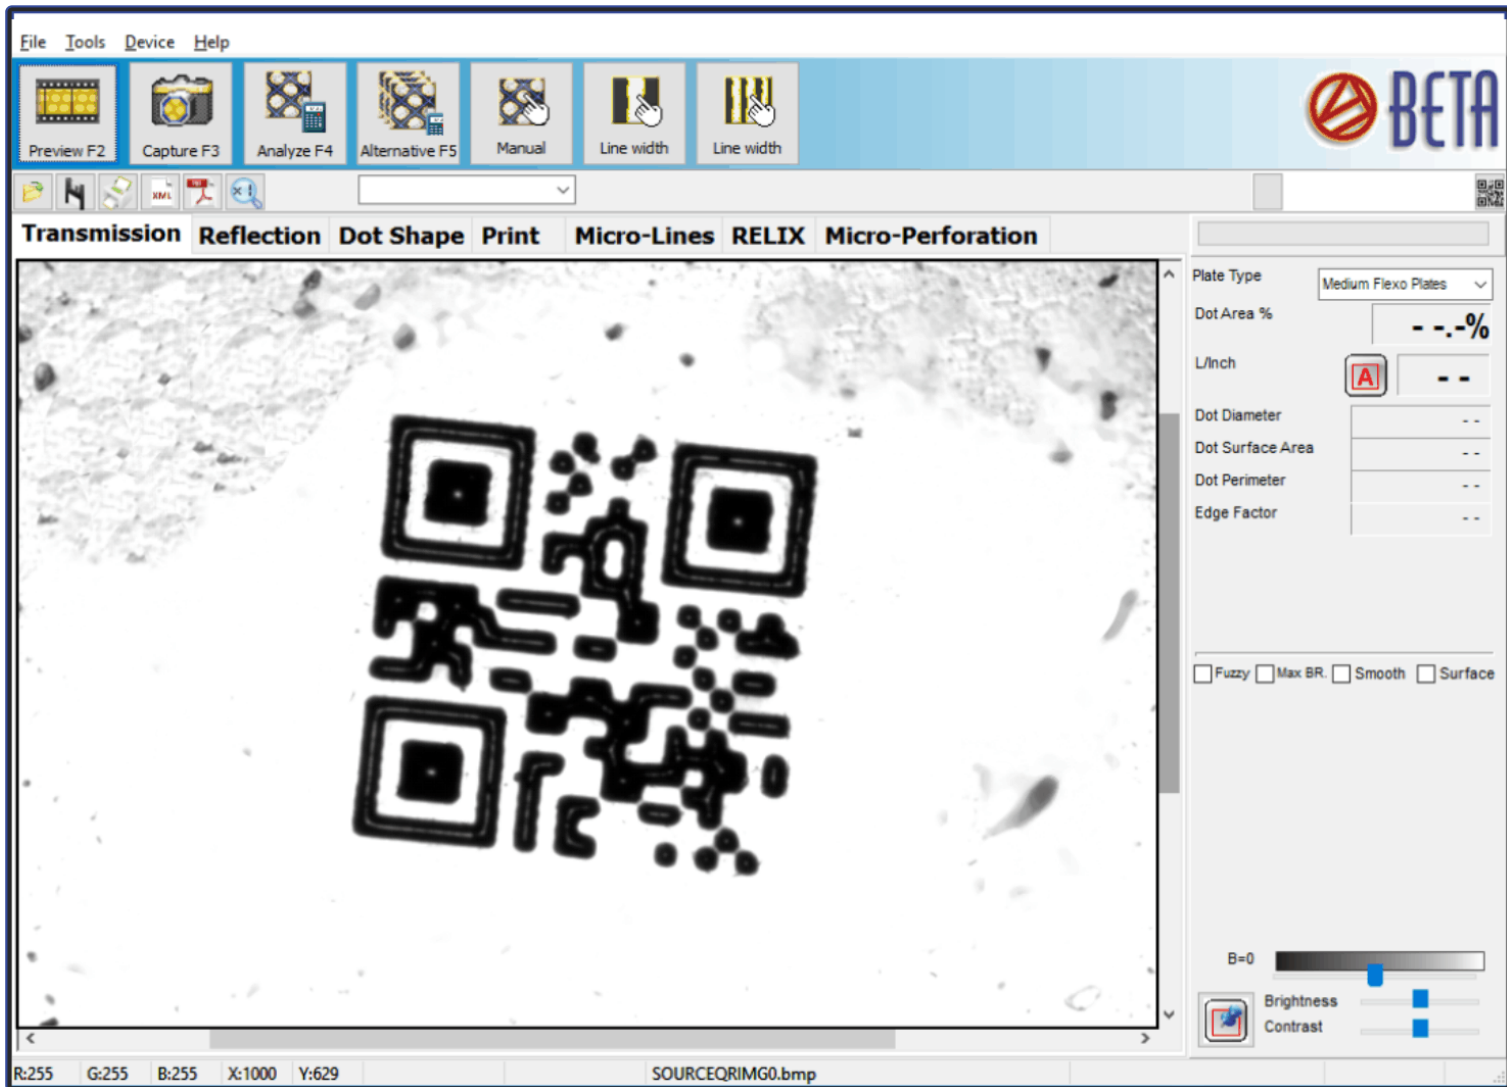 File Tools Device Help
Preview F2 Capture F3 Analyze F4 Alternative F5 Manual Line width Line width
BETA
XML PDF x1
Transmission Reflection Dot Shape Print Micro-Lines RELIX Micro-Perforation
Plate Type Medium Flexo Plates
Dot Area % - -.-%
L/Inch A - -
Dot Diameter - -
Dot Surface Area - -
Dot Perimeter - -
Edge Factor - -
Fuzzy Max BR. Smooth Surface
B=0
Brightness
Contrast
R:255 G:255 B:255 X:1000 Y:629 SOURCEQRIMG0.bmp